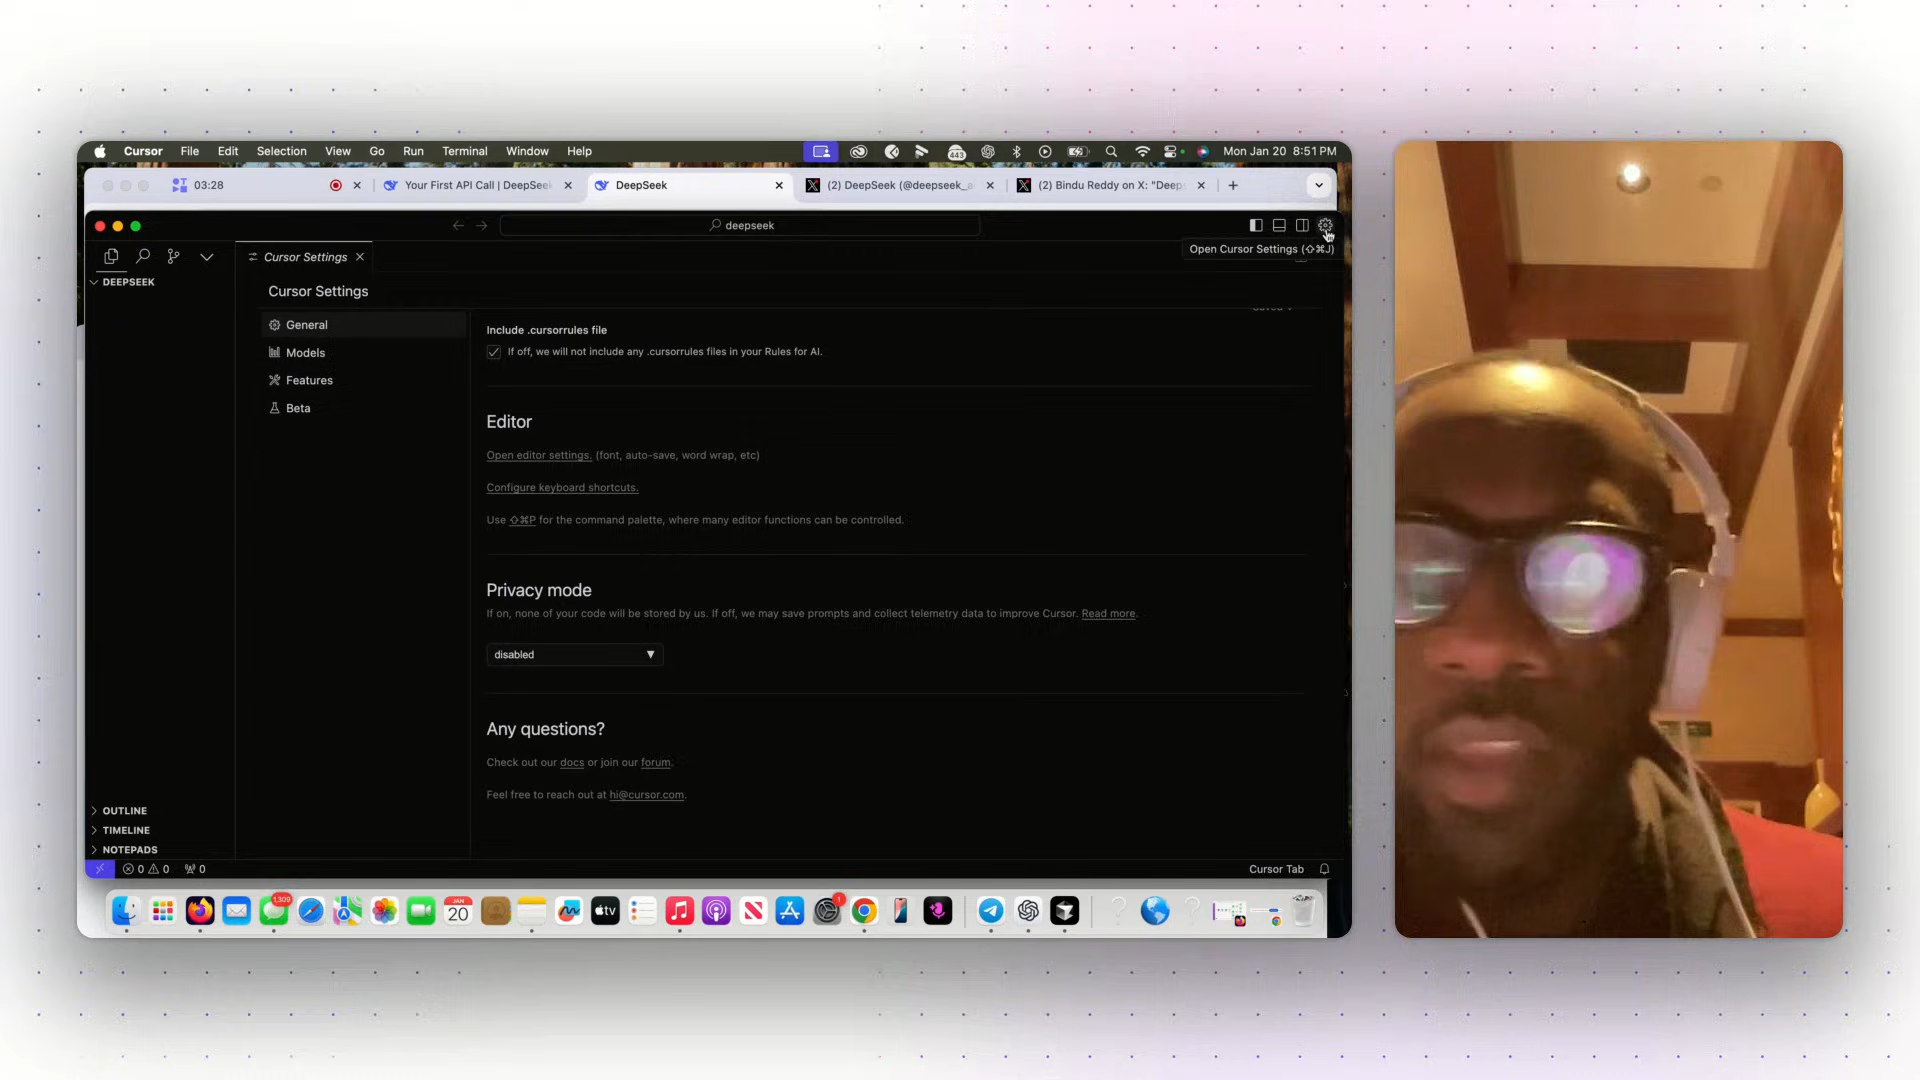 Cursor File Edit Selection View Go Run Terminal Window Help
443
Mon Jan 20 8:51 PM
03:28
Your First API Call | DeepSeek
DeepSeek
(2) DeepSeek (@deepseek_a
(2) Bindu Reddy on X: "Deeps
deepseek
Open Cursor Settings (⇧⌘J)
Cursor Settings
DEEPSEEK
Cursor Settings
General
Models
Features
Beta
Include .cursorrules file
If off, we will not include any .cursorrules files in your Rules for AI.
Editor
Open editor settings. (font, auto-save, word wrap, etc)
Configure keyboard shortcuts.
Use ⇧⌘P for the command palette, where many editor functions can be controlled.
Privacy mode
If on, none of your code will be stored by us. If off, we may save prompts and collect telemetry data to improve Cursor. Read more.
disabled
Any questions?
Check out our docs or join our forum.
Feel free to reach out at hi@cursor.com.
OUTLINE
TIMELINE
NOTEPADS
0 0 0
Cursor Tab
1,309
JAN
20
tv
1